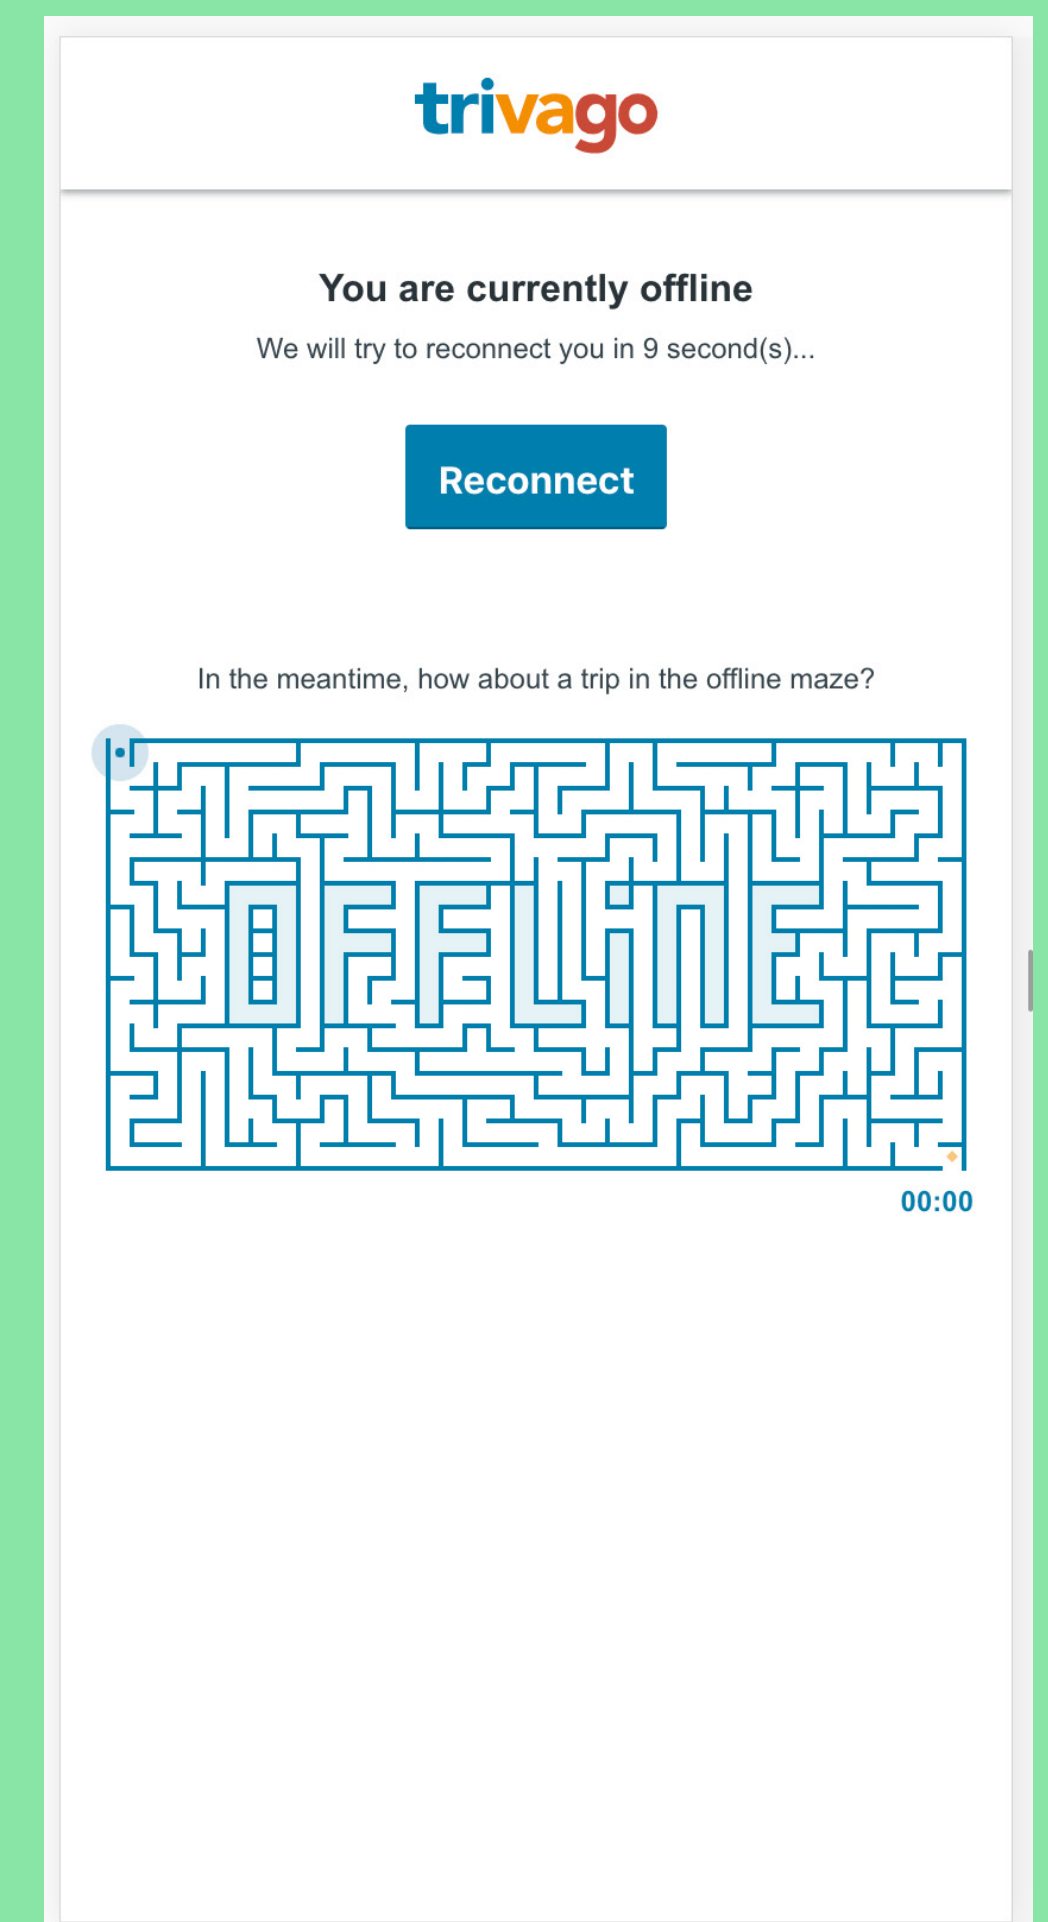 trivago
You are currently offline
We will try to reconnect you in 9 second(s)...
Reconnect
In the meantime, how about a trip in the offline maze?
OFFLiNE
00:00